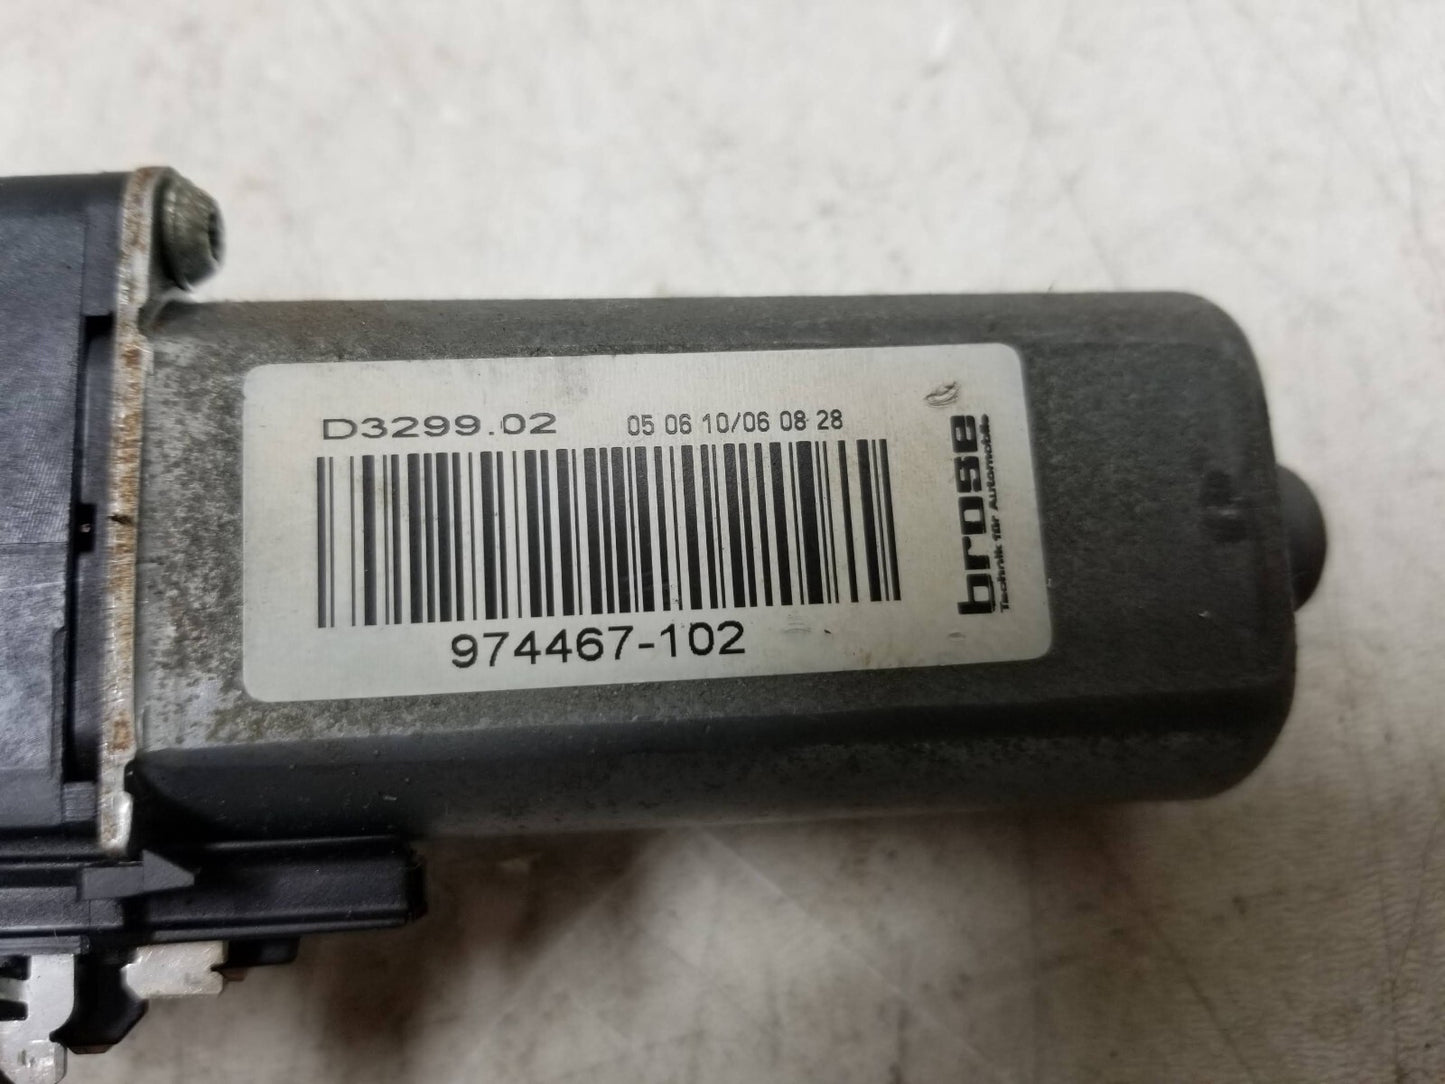 D3299.02
05 06 10/06 08 28
974467-102
brose
Technik für Automobile